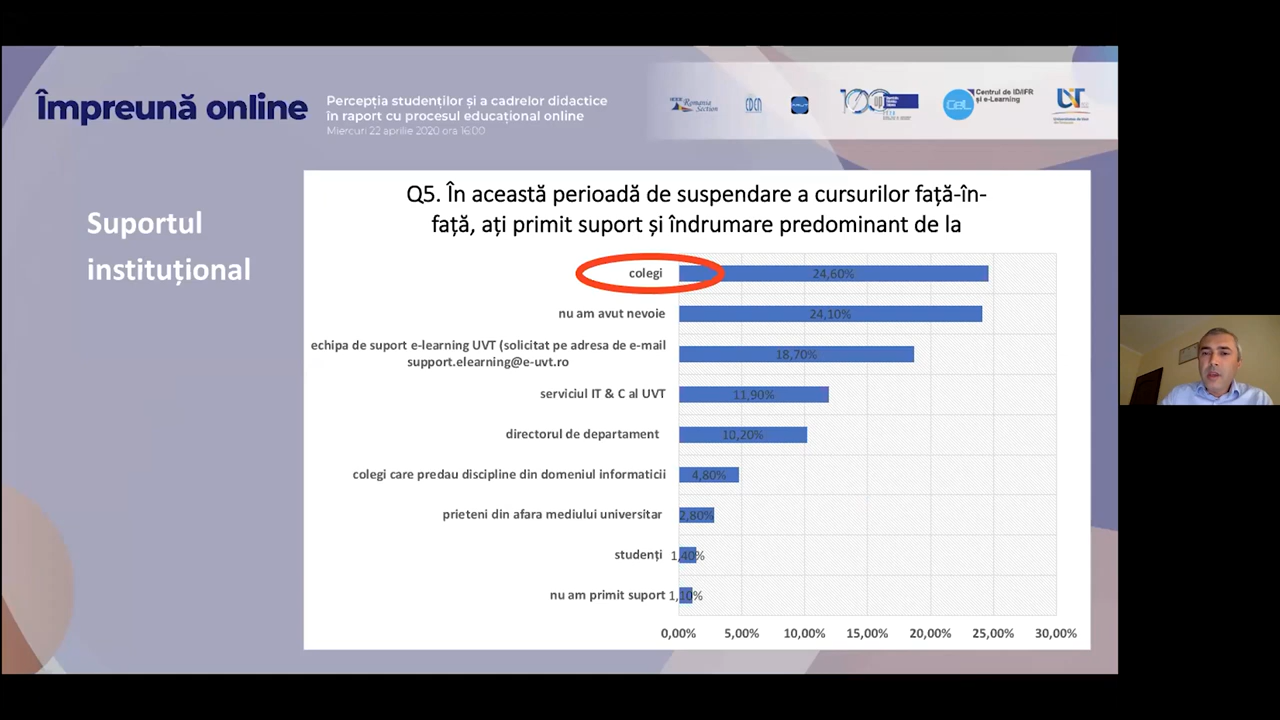 Împreună online
Percepția studenților și a cadrelor didactice
în raport cu procesul educațional online
Miercuri 22 aprilie 2020 ora 16:00
Romania
Section
Centrul de ID/IFR
și e-Learning
UVT
Suportul
instituțional
Q5. În această perioadă de suspendare a cursurilor față-în-
față, ați primit suport și îndrumare predominant de la
colegi
24,60%
nu am avut nevoie
24,10%
echipa de suport e-learning UVT (solicitat pe adresa de e-mail
support.elearning@e-uvt.ro
18,70%
serviciul IT & C al UVT
11,90%
directorul de departament
10,20%
colegi care predau discipline din domeniul informaticii
4,80%
prieteni din afara mediului universitar
2,80%
studenți
1,40%
nu am primit suport
1,10%
0,00% 5,00% 10,00% 15,00% 20,00% 25,00% 30,00%